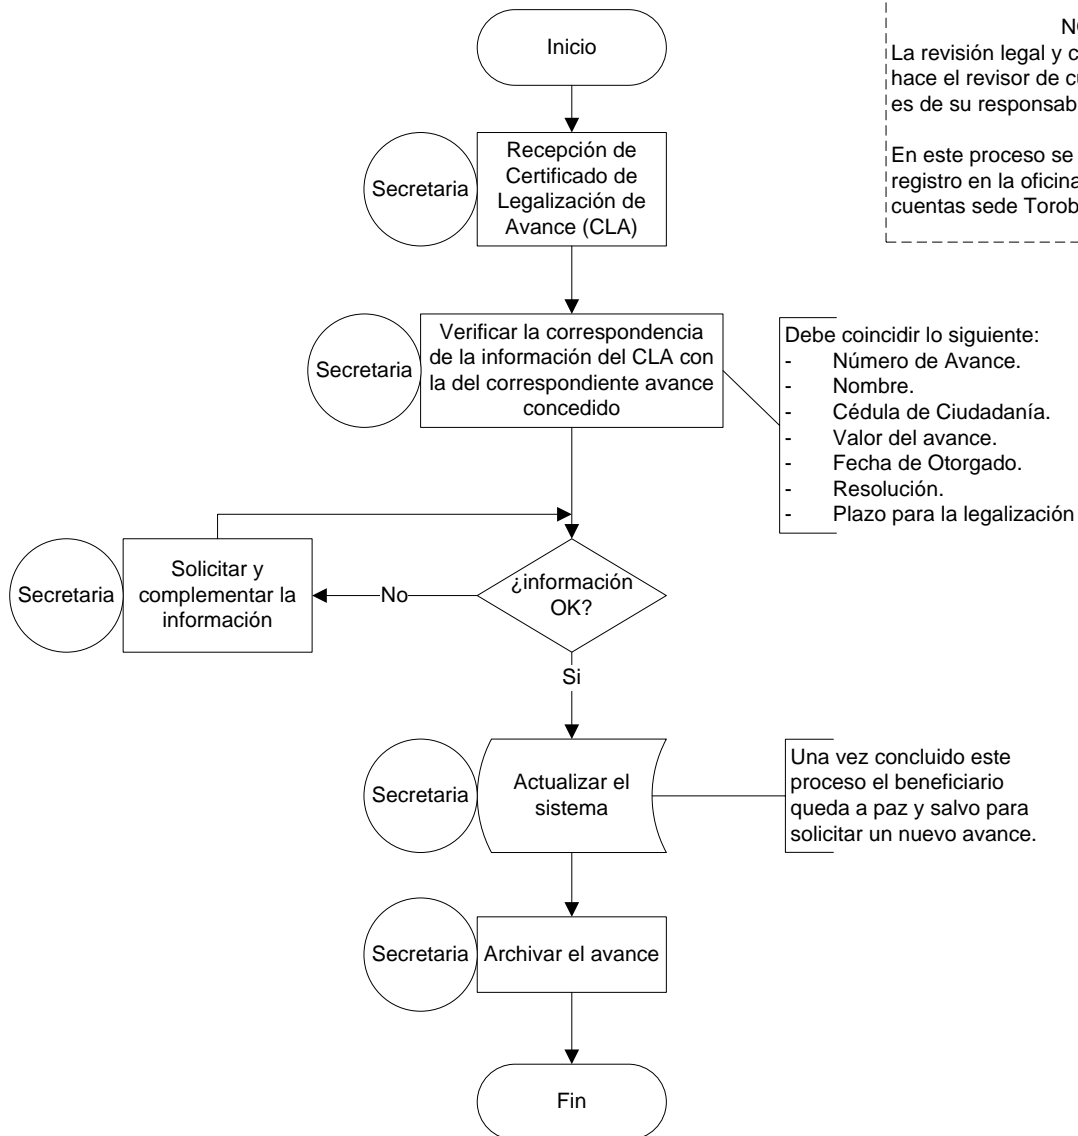 Inicio
La revisión legal y
hace el revisor de
es de su
En este proceso se
registro en la
cuentas sede
Secretaria
Recepción de
Certificado de
Legalización de
Avance (CLA)
Secretaria
Verificar la correspondencia
de la información del CLA con
la del correspondiente avance
concedido
Debe coincidir lo siguiente:
- Número de Avance.
- Nombre.
- Cédula de Ciudadanía.
- Valor del avance.
- Fecha de Otorgado.
- Resolución.
- Plazo para la legalización
Secretaria
Solicitar y
complementar la
información
No
¿información
OK?
Si
Secretaria
Actualizar el
sistema
Una vez concluido este
proceso el beneficiario
queda a paz y salvo para
solicitar un nuevo avance.
Secretaria
Archivar el avance
Fin